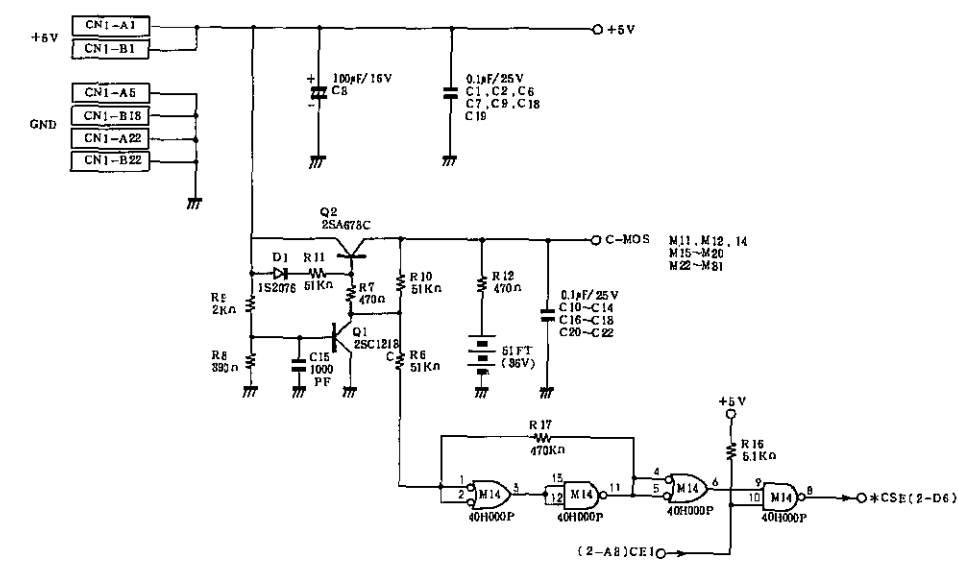 CN1-A1
+5V
CN1-B1
+5V
CN1-A5
CN1-B18
GND
CN1-A22
CN1-B22
100μF/16V
C3
+
-
0.1μF/25V
C1, C2, C6
C7, C9, C18
C19
Q2
2SA673C
C-MOS
M11, M12, 14
M15~M20
M22~M31
D1
1S2076
R11
51KΩ
R7
470Ω
R10
51KΩ
R12
470Ω
0.1μF/25V
C10~C14
C16~C18
C20~C22
R9
2KΩ
Q1
2SC1213
C
R8
390Ω
C15
1000
PF
R6
51KΩ
51FT
(36V)
+5V
R17
470KΩ
R16
5.1KΩ
1
2
M14
3
40H000P
13
12
M14
11
40H000P
4
5
M14
6
40H000P
9
10
M14
8
40H000P
*CSE(2-D6)
(2-A8)CE1